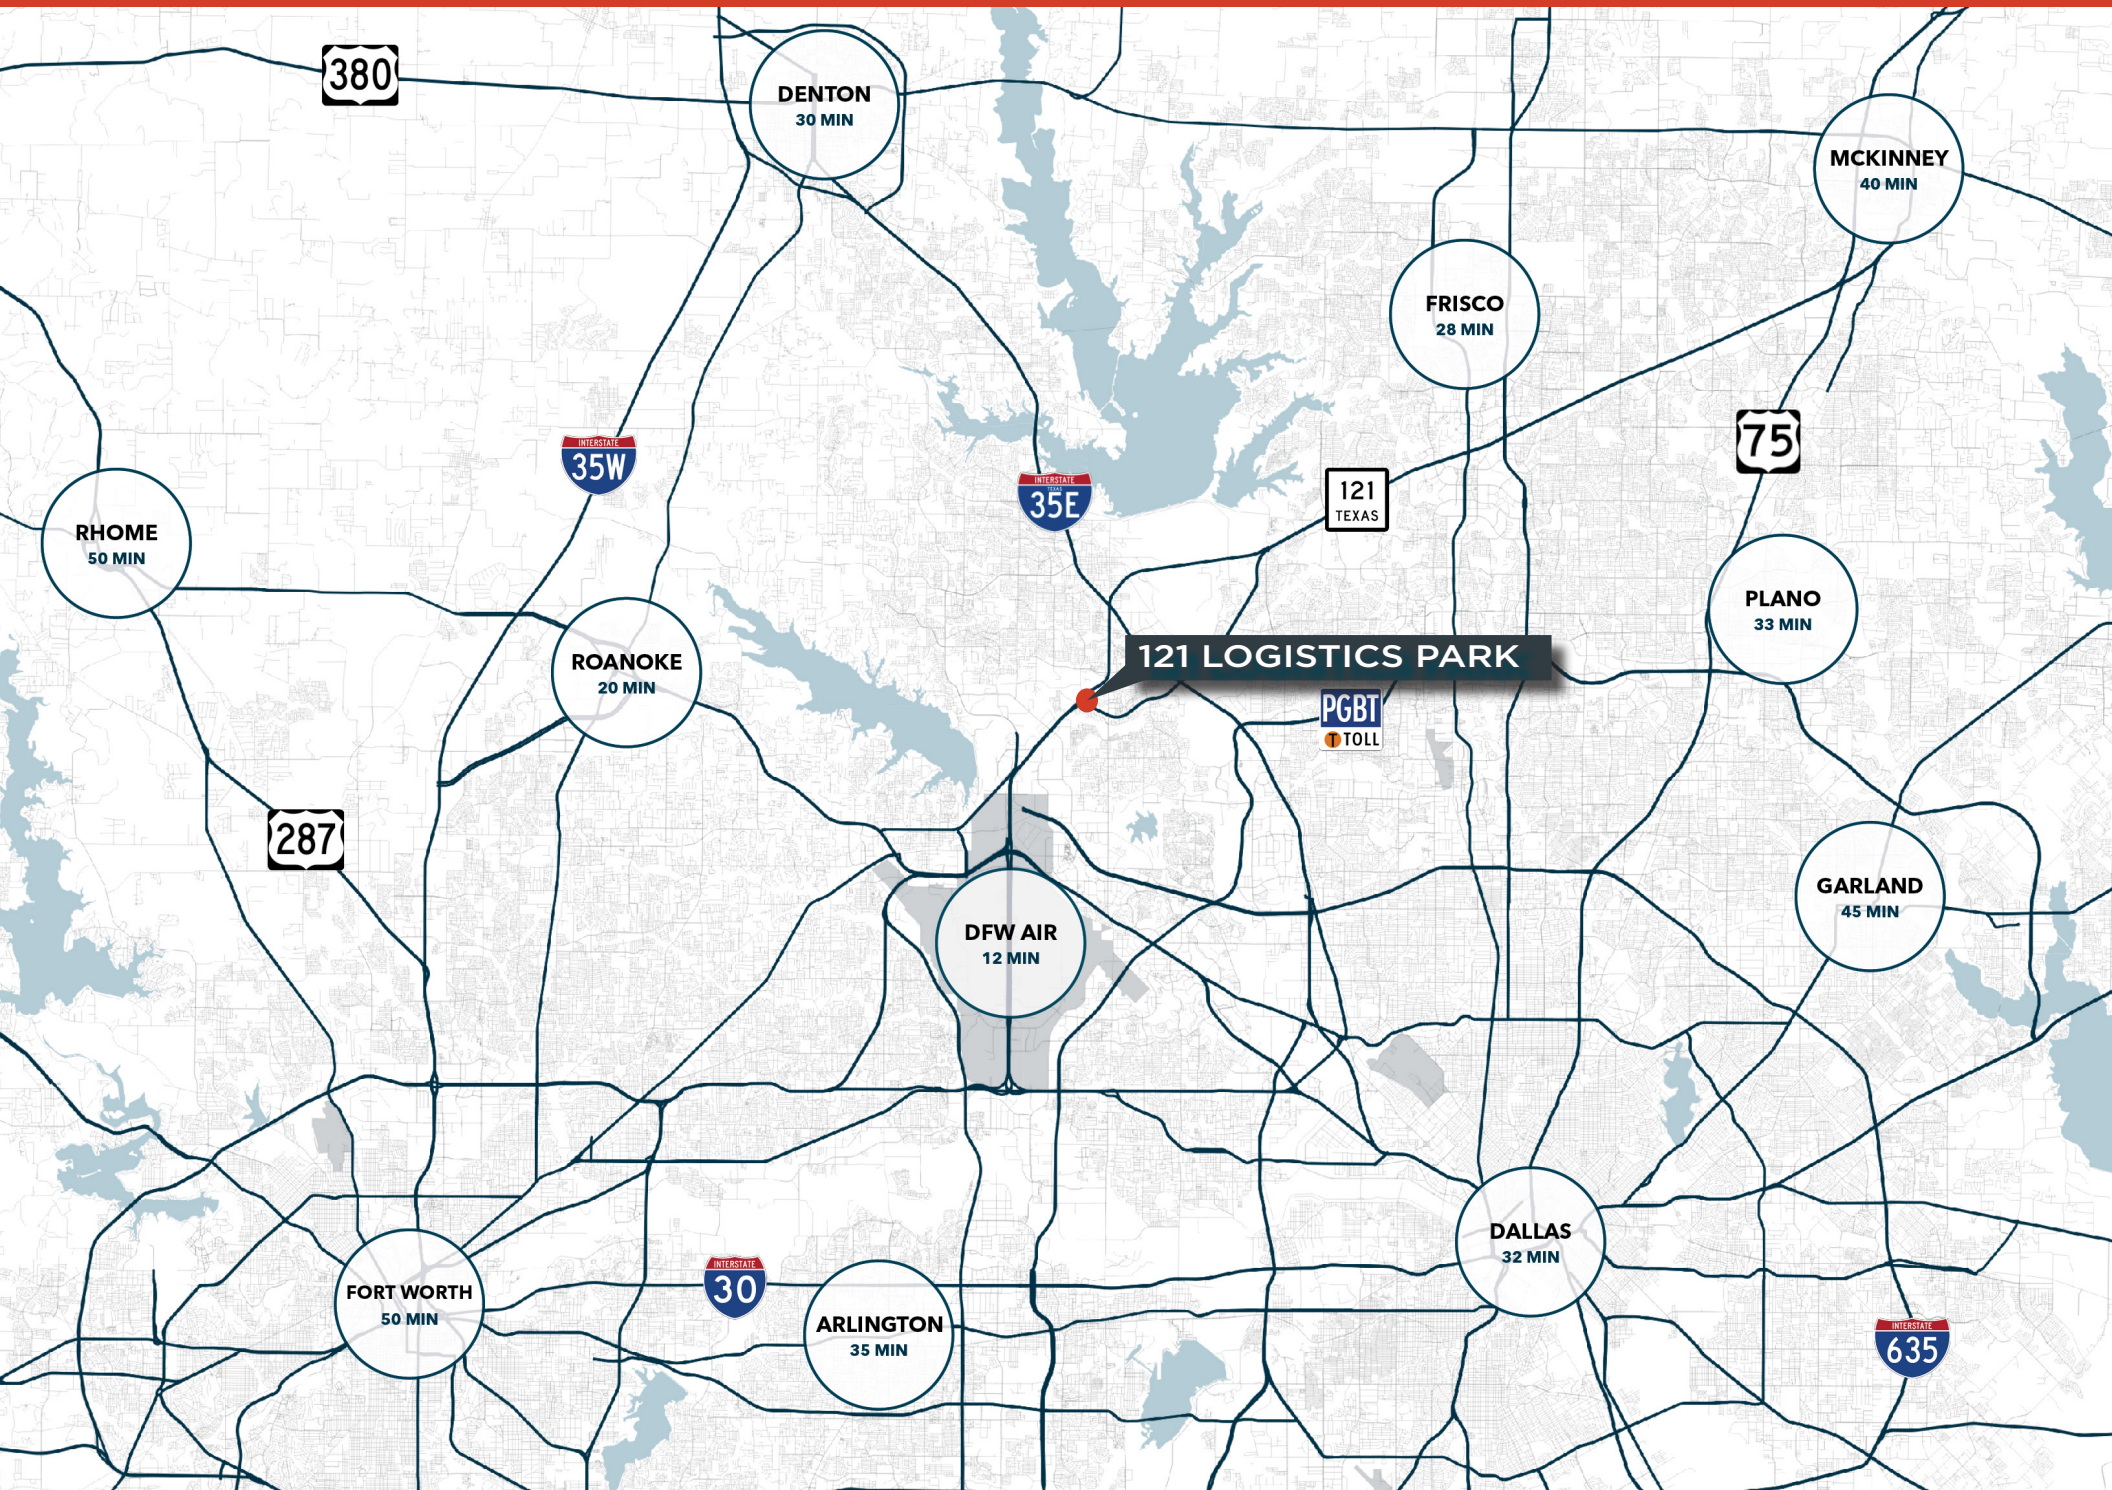 380
DENTON
30 MIN
MCKINNEY
40 MIN
FRISCO
28 MIN
INTERSTATE
35W
75
INTERSTATE
TEXAS
35E
121
TEXAS
RHOME
50 MIN
PLANO
33 MIN
ROANOKE
20 MIN
121 LOGISTICS PARK
PGBT
T TOLL
287
GARLAND
45 MIN
DFW AIR
12 MIN
DALLAS
32 MIN
FORT WORTH
50 MIN
INTERSTATE
30
ARLINGTON
35 MIN
INTERSTATE
635